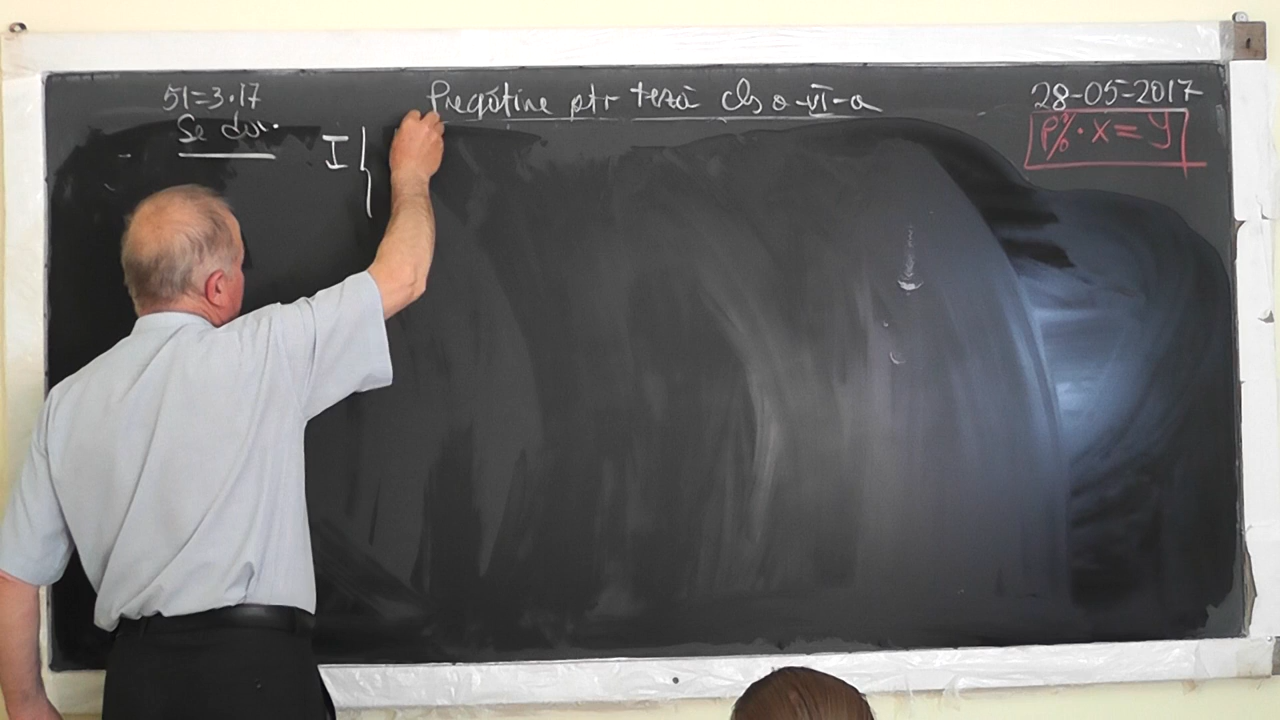 51=3·17
Pregătire ptr teză cls a-VI-a
28-05-2017
Se dă:
I {
p% · x = y